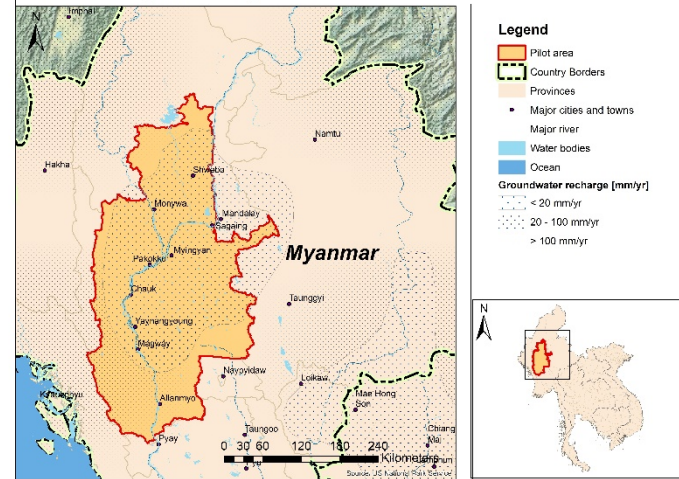 N
Imphal
Hakha
Namtu
Shwebo
Monywa
Mandalay
Sagaing
Myingyan
Pakokku
Myanmar
Chauk
Taunggyi
Yaynangyoung
Magway
Naypyidaw
Loikaw
Allanmyo
Mae Hong
Son
Pyay
Taungoo
Chiang
Mai
0 30 60 120 180 240
Kilometers
Source: US National Park Service
Legend
Pilot area
Country Borders
Provinces
Major cities and towns
Major river
Water bodies
Ocean
Groundwater recharge [mm/yr]
< 20 mm/yr
20 - 100 mm/yr
> 100 mm/yr
N